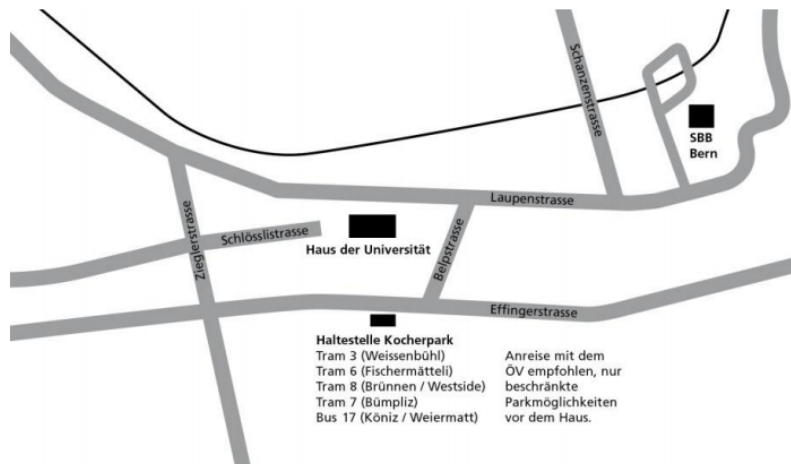 Schanzenstrasse
SBB
Bern
Laupenstrasse
Zieglerstrasse
Schlösslistrasse
Haus der Universität
Belpstrasse
Effingerstrasse
Haltestelle Kocherpark
Tram 3 (Weissenbühl)
Tram 6 (Fischermätteli)
Tram 8 (Brünnen / Westside)
Tram 7 (Bümpliz)
Bus 17 (Köniz / Weiermatt)
Anreise mit dem
ÖV empfohlen, nur
beschränkte
Parkmöglichkeiten
vor dem Haus.